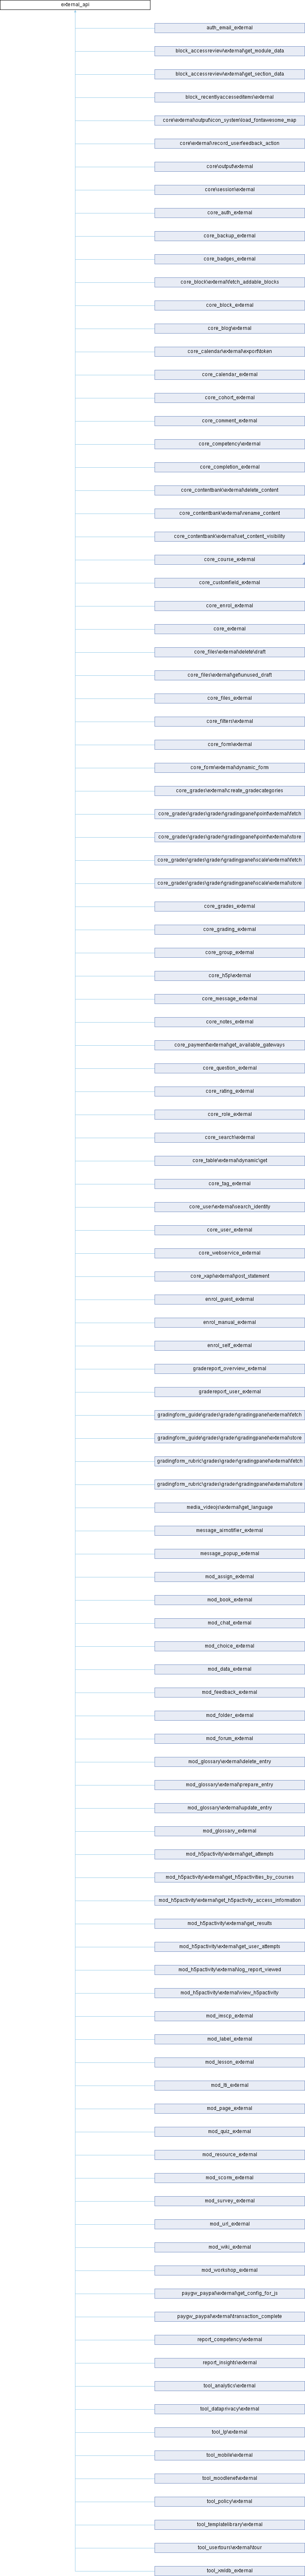 external_api
auth_email_external
block_accessreview\external\get_module_data
block_accessreview\external\get_section_data
block_recentlyaccesseditems\external
core\external\output\icon_system\load_fontawesome_map
core\external\record_userfeedback_action
core\output\external
core\session\external
core_auth_external
core_backup_external
core_badges_external
core_block\external\fetch_addable_blocks
core_block_external
core_blog\external
core_calendar\external\export\token
core_calendar_external
core_cohort_external
core_comment_external
core_competency\external
core_completion_external
core_contentbank\external\delete_content
core_contentbank\external\rename_content
core_contentbank\external\set_content_visibility
core_course_external
core_customfield_external
core_enrol_external
core_external
core_files\external\delete\draft
core_files\external\get\unused_draft
core_files_external
core_filters\external
core_form\external
core_form\external\dynamic_form
core_grades\external\create_gradecategories
core_grades\grades\grader\gradingpanel\point\external\fetch
core_grades\grades\grader\gradingpanel\point\external\store
core_grades\grades\grader\gradingpanel\scale\external\fetch
core_grades\grades\grader\gradingpanel\scale\external\store
core_grades_external
core_grading_external
core_group_external
core_h5p\external
core_message_external
core_notes_external
core_payment\external\get_available_gateways
core_question_external
core_rating_external
core_role_external
core_search\external
core_table\external\dynamic\get
core_tag_external
core_user\external\search_identity
core_user_external
core_webservice_external
core_xapi\external\post_statement
enrol_guest_external
enrol_manual_external
enrol_self_external
gradereport_overview_external
gradereport_user_external
gradingform_guide\grades\grader\gradingpanel\external\fetch
gradingform_guide\grades\grader\gradingpanel\external\store
gradingform_rubric\grades\grader\gradingpanel\external\fetch
gradingform_rubric\grades\grader\gradingpanel\external\store
media_videojs\external\get_language
message_airnotifier_external
message_popup_external
mod_assign_external
mod_book_external
mod_chat_external
mod_choice_external
mod_data_external
mod_feedback_external
mod_folder_external
mod_forum_external
mod_glossary\external\delete_entry
mod_glossary\external\prepare_entry
mod_glossary\external\update_entry
mod_glossary_external
mod_h5pactivity\external\get_attempts
mod_h5pactivity\external\get_h5pactivities_by_courses
mod_h5pactivity\external\get_h5pactivity_access_information
mod_h5pactivity\external\get_results
mod_h5pactivity\external\get_user_attempts
mod_h5pactivity\external\log_report_viewed
mod_h5pactivity\external\view_h5pactivity
mod_imscp_external
mod_label_external
mod_lesson_external
mod_lti_external
mod_page_external
mod_quiz_external
mod_resource_external
mod_scorm_external
mod_survey_external
mod_url_external
mod_wiki_external
mod_workshop_external
paygw_paypal\external\get_config_for_js
paygw_paypal\external\transaction_complete
report_competency\external
report_insights\external
tool_analytics\external
tool_dataprivacy\external
tool_lp\external
tool_mobile\external
tool_moodlenet\external
tool_policy\external
tool_templatelibrary\external
tool_usertours\external\tour
tool_xmldb_external